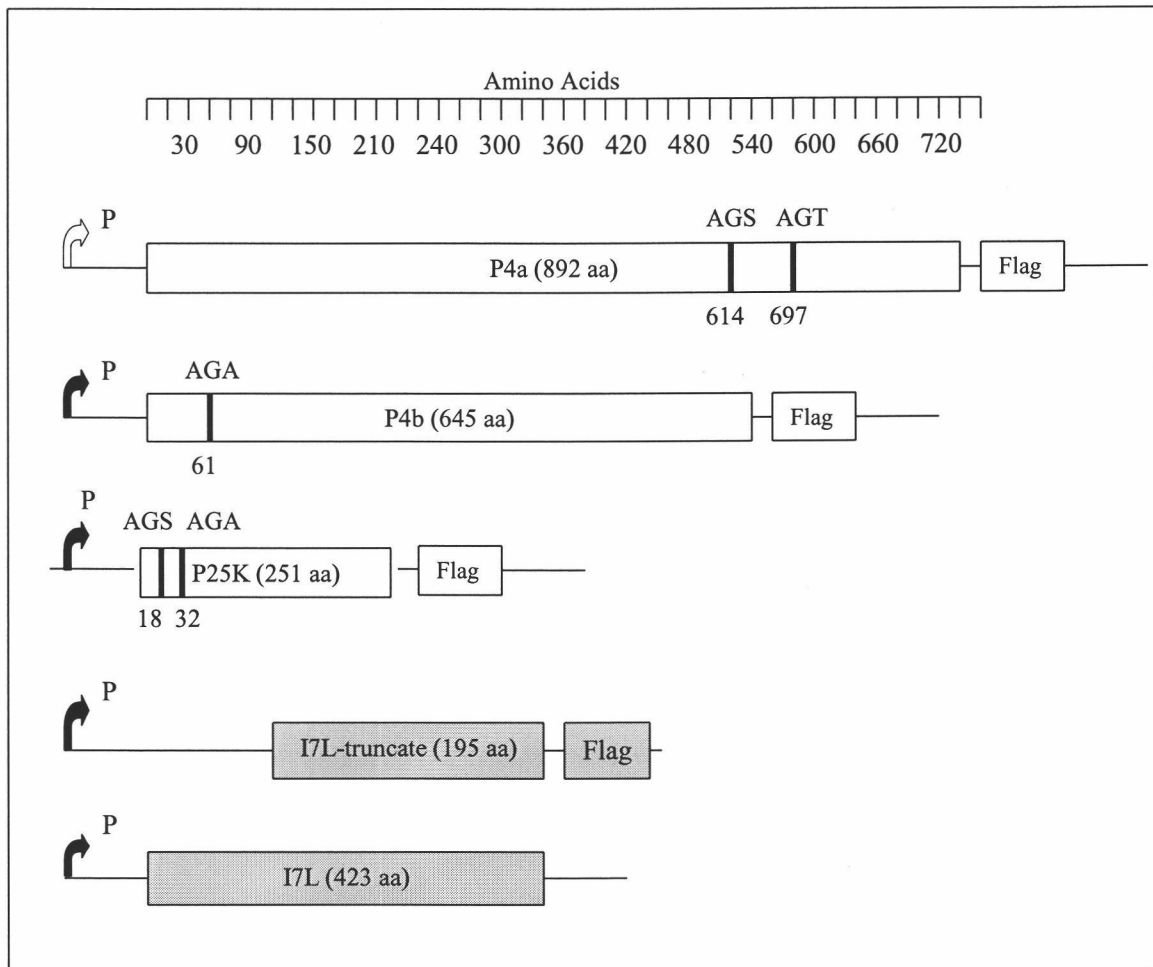 Amino Acids
30 90 150 210 240 300 360 420 480 540 600 660 720
P
AGS AGT
P4a (892 aa)
Flag
614 697
P
AGA
P4b (645 aa)
Flag
61
P
AGS AGA
P25K (251 aa)
Flag
18 32
P
I7L-truncate (195 aa)
Flag
P
I7L (423 aa)